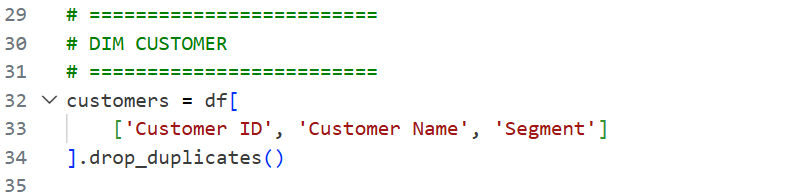 29 # =========================
30 # DIM CUSTOMER
31 # =========================
32 customers = df[
33     ['Customer ID', 'Customer Name', 'Segment']
34 ].drop_duplicates()
35